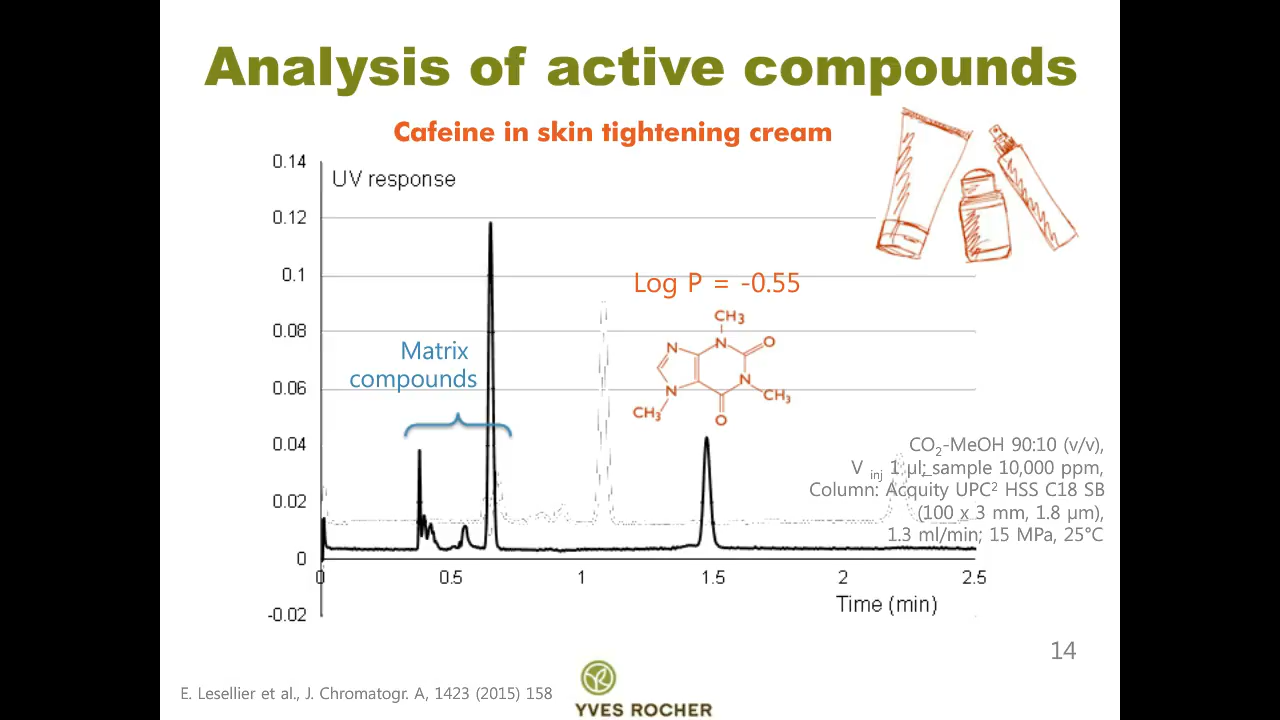 Analysis of active compounds
Cafeine in skin tightening cream
0.14
UV response
0.12
0.1
Log P = -0.55
CH₃
N
N
O
0.08
Matrix
compounds
0.06
N
N
CH₃
CH₃
O
0.04
CO₂-MeOH 90:10 (v/v),
V inj 1 µl; sample 10,000 ppm,
Column: Acquity UPC² HSS C18 SB
0.02
(100 x 3 mm, 1.8 µm),
1.3 ml/min; 15 MPa, 25°C
0
0 0.5 1 1.5 2 2.5
Time (min)
-0.02
14
E. Lesellier et al., J. Chromatogr. A, 1423 (2015) 158
YVES ROCHER